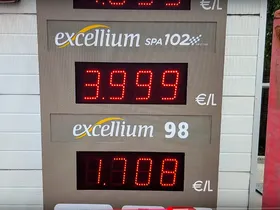 €/L
excellium SPA 102
3.999
€/L
excellium 98
1.708
€/L